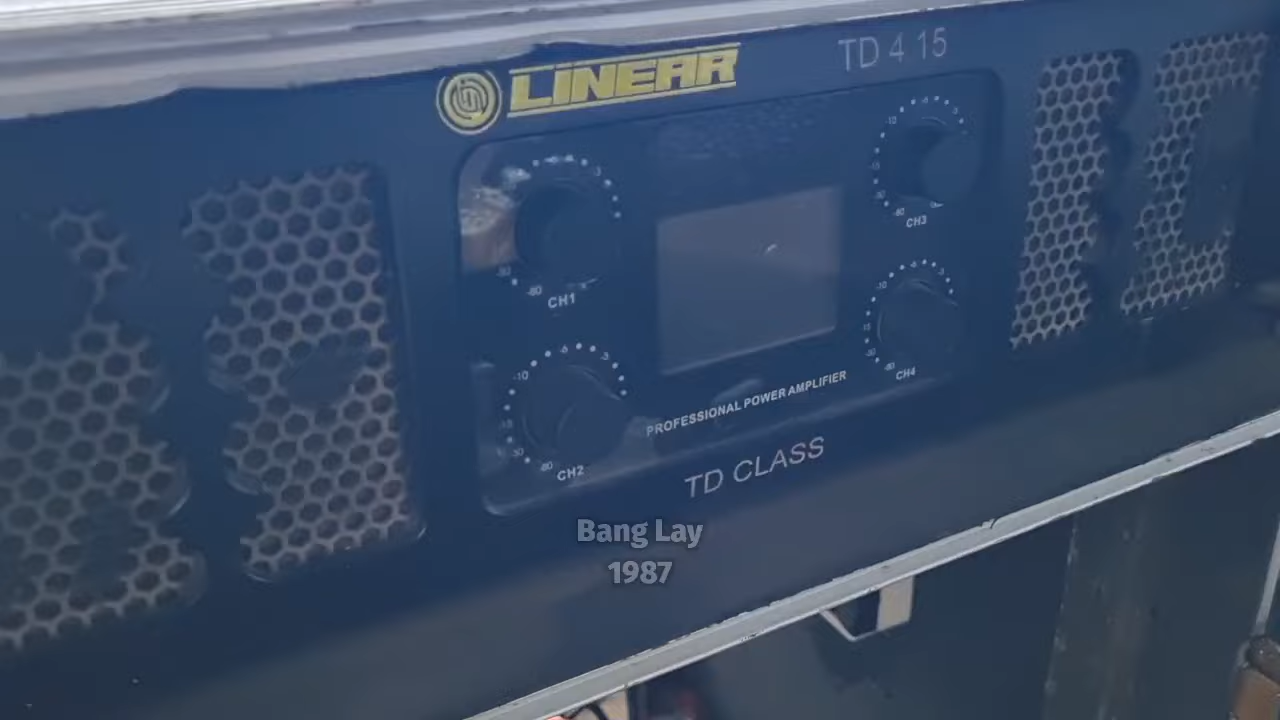 LINEAR
TD 4 15
CH1
CH3
CH2
CH4
PROFESSIONAL POWER AMPLIFIER
TD CLASS
Bang Lay
1987